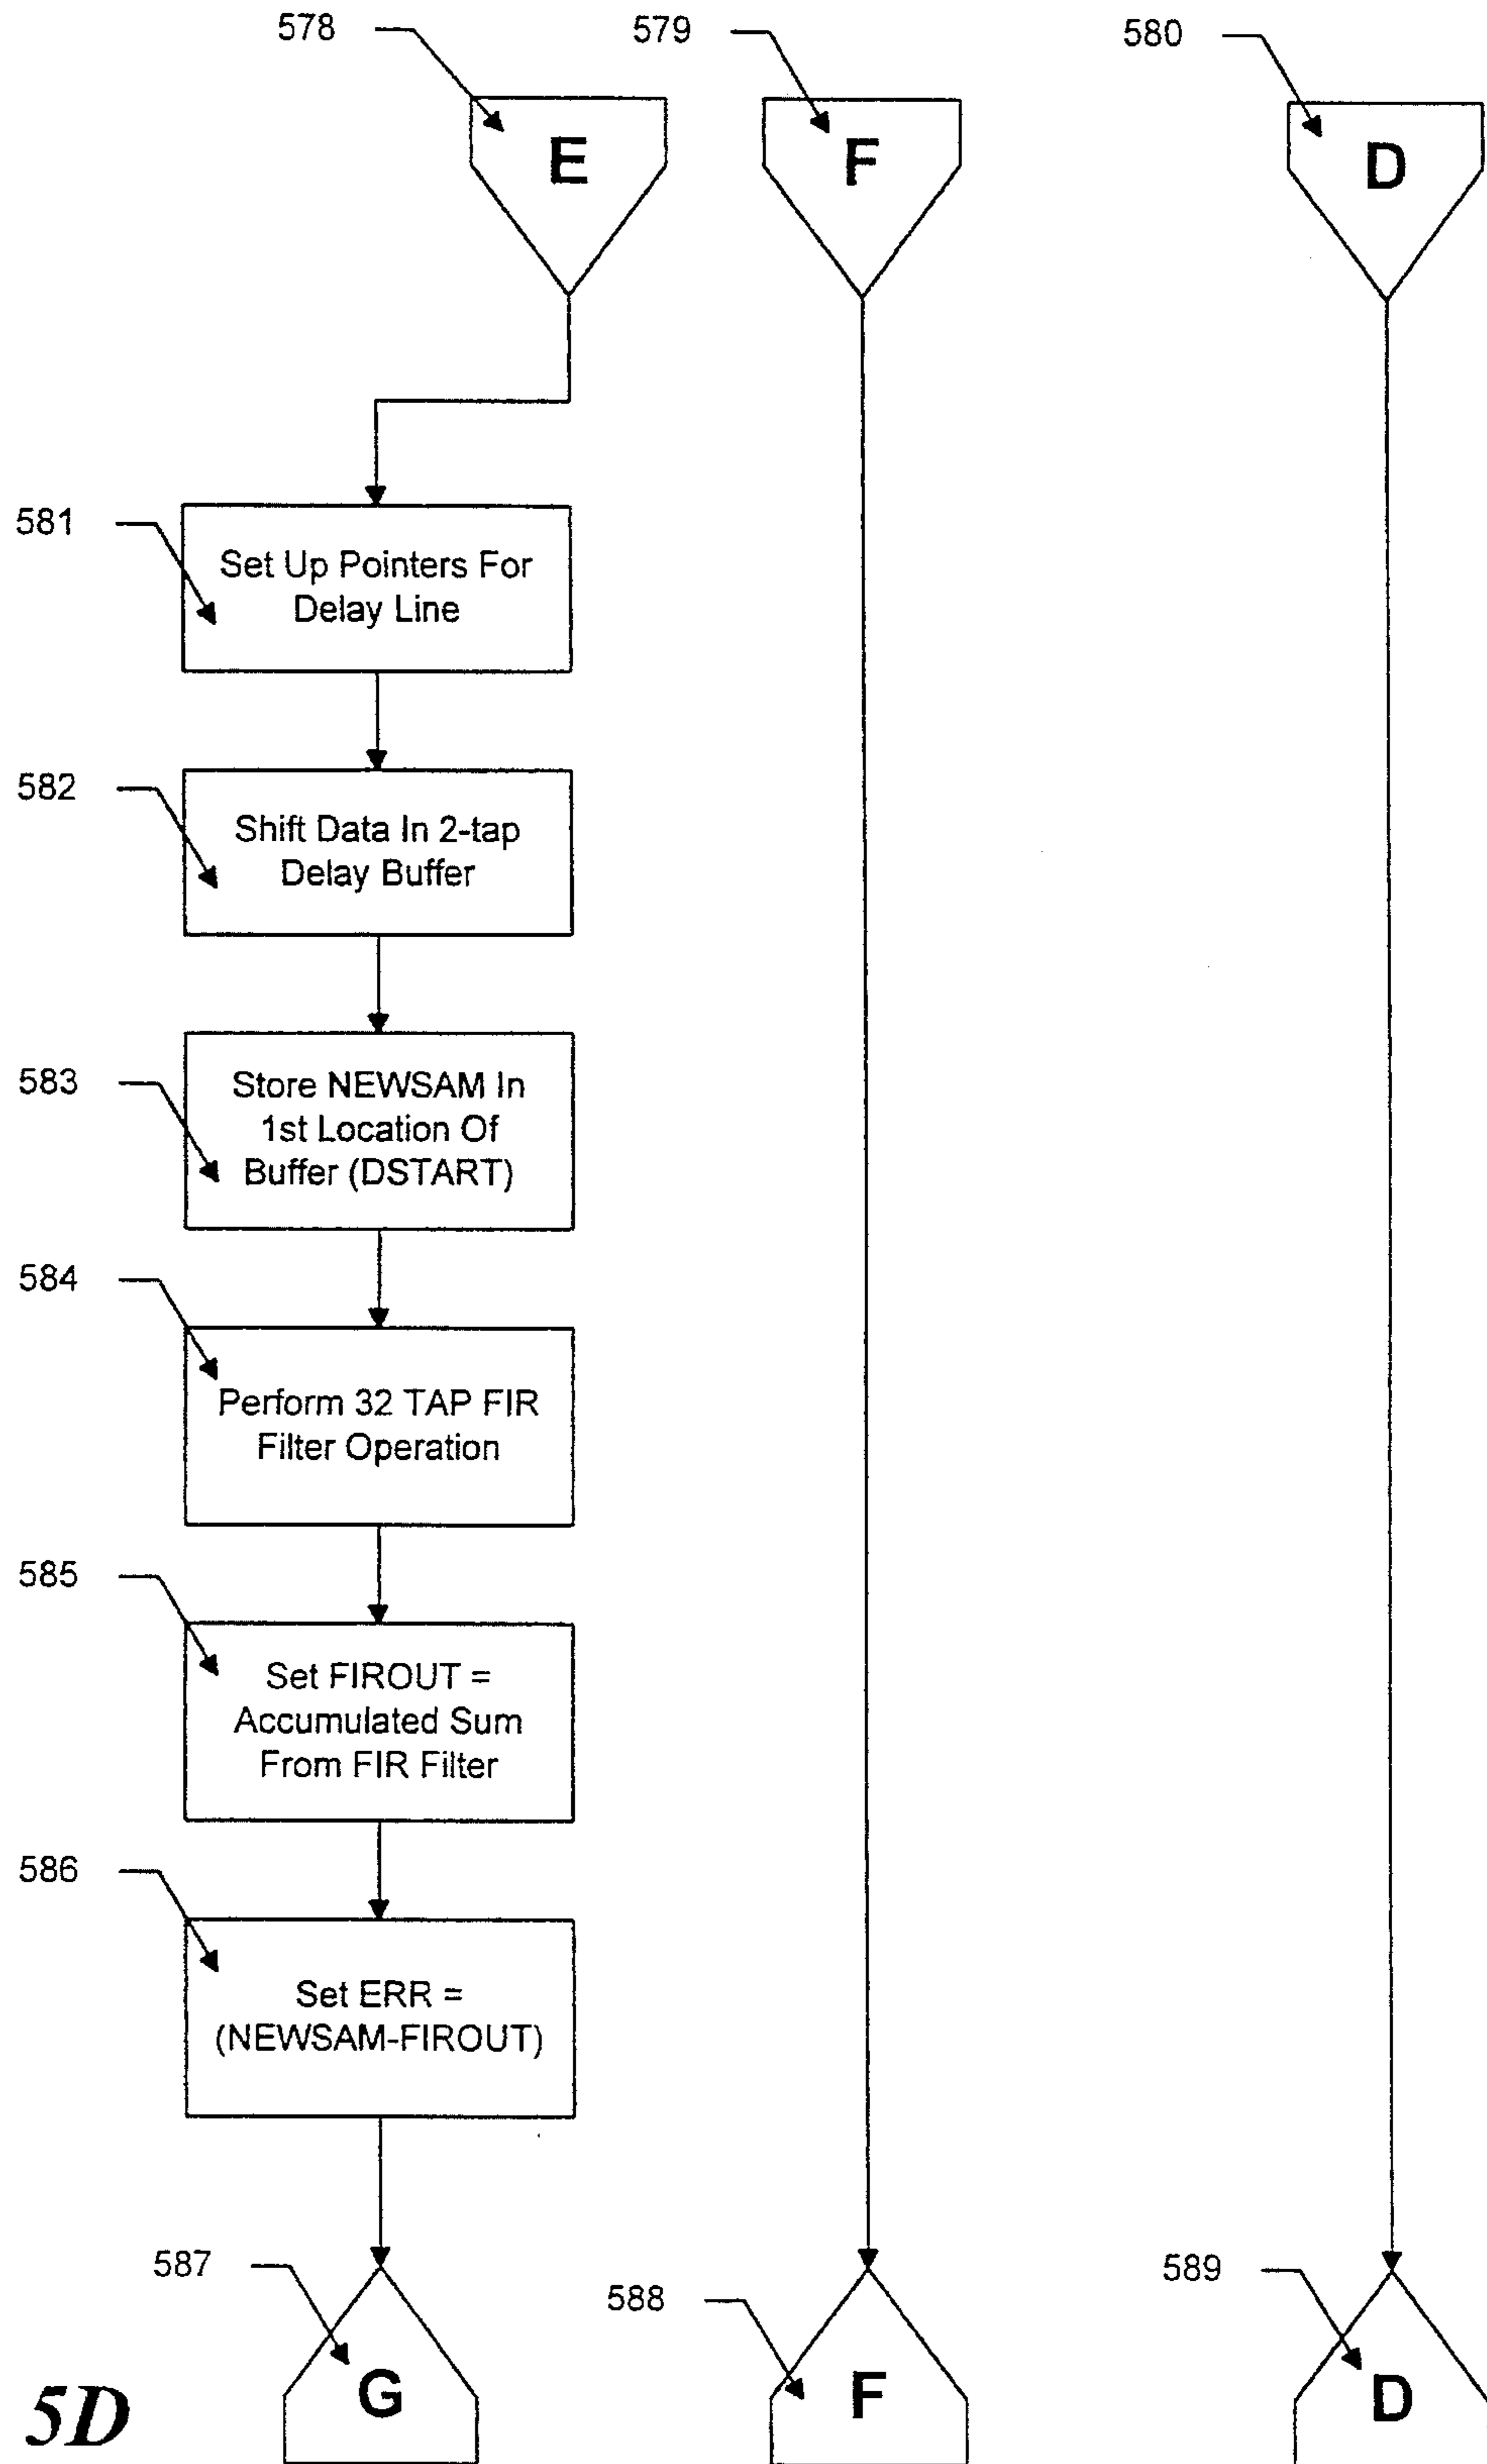 578
579
580
E
F
D
581
Set Up Pointers For
Delay Line
582
Shift Data In 2-tap
Delay Buffer
583
Store NEWSAM In
1st Location Of
Buffer (DSTART)
584
Perform 32 TAP FIR
Filter Operation
585
Set FIROUT =
Accumulated Sum
From FIR Filter
586
Set ERR =
(NEWSAM-FIROUT)
587
588
589
G
F
D
5D